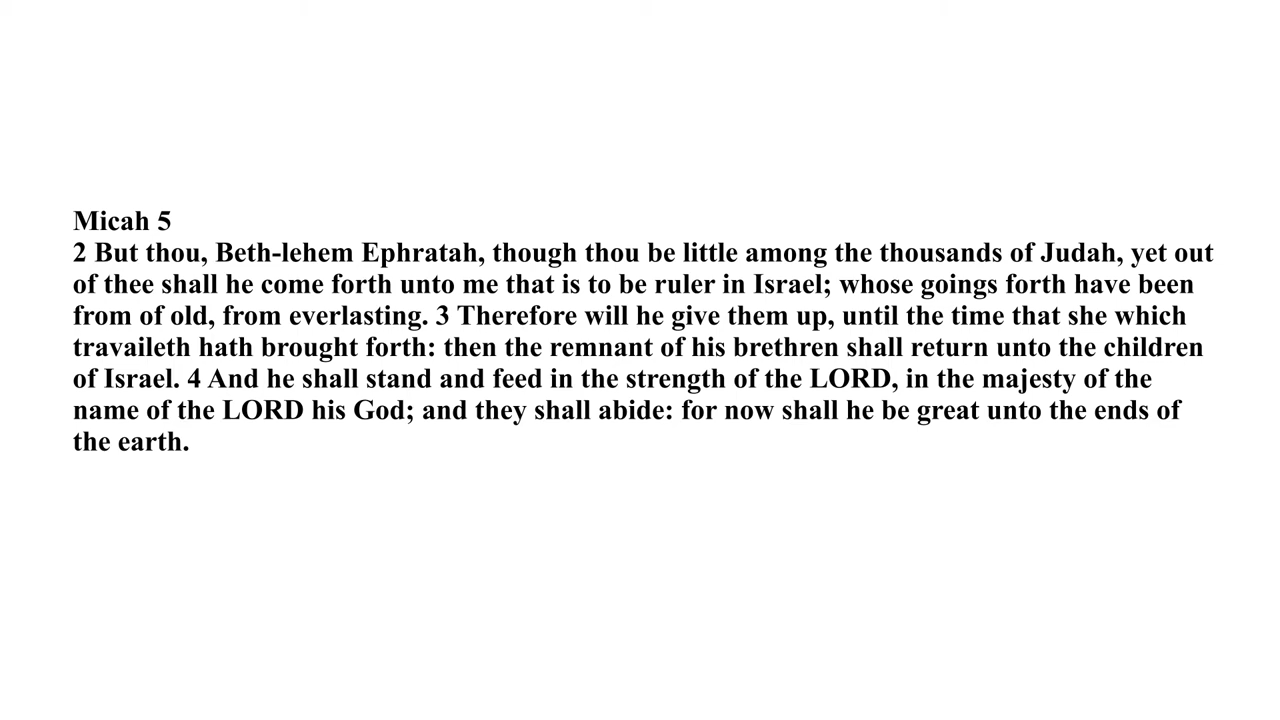 Micah 5
2 But thou, Beth-lehem Ephratah, though thou be little among the thousands of Judah, yet out
of thee shall he come forth unto me that is to be ruler in Israel; whose goings forth have been
from of old, from everlasting. 3 Therefore will he give them up, until the time that she which
travaileth hath brought forth: then the remnant of his brethren shall return unto the children
of Israel. 4 And he shall stand and feed in the strength of the LORD, in the majesty of the
name of the LORD his God; and they shall abide: for now shall he be great unto the ends of
the earth.